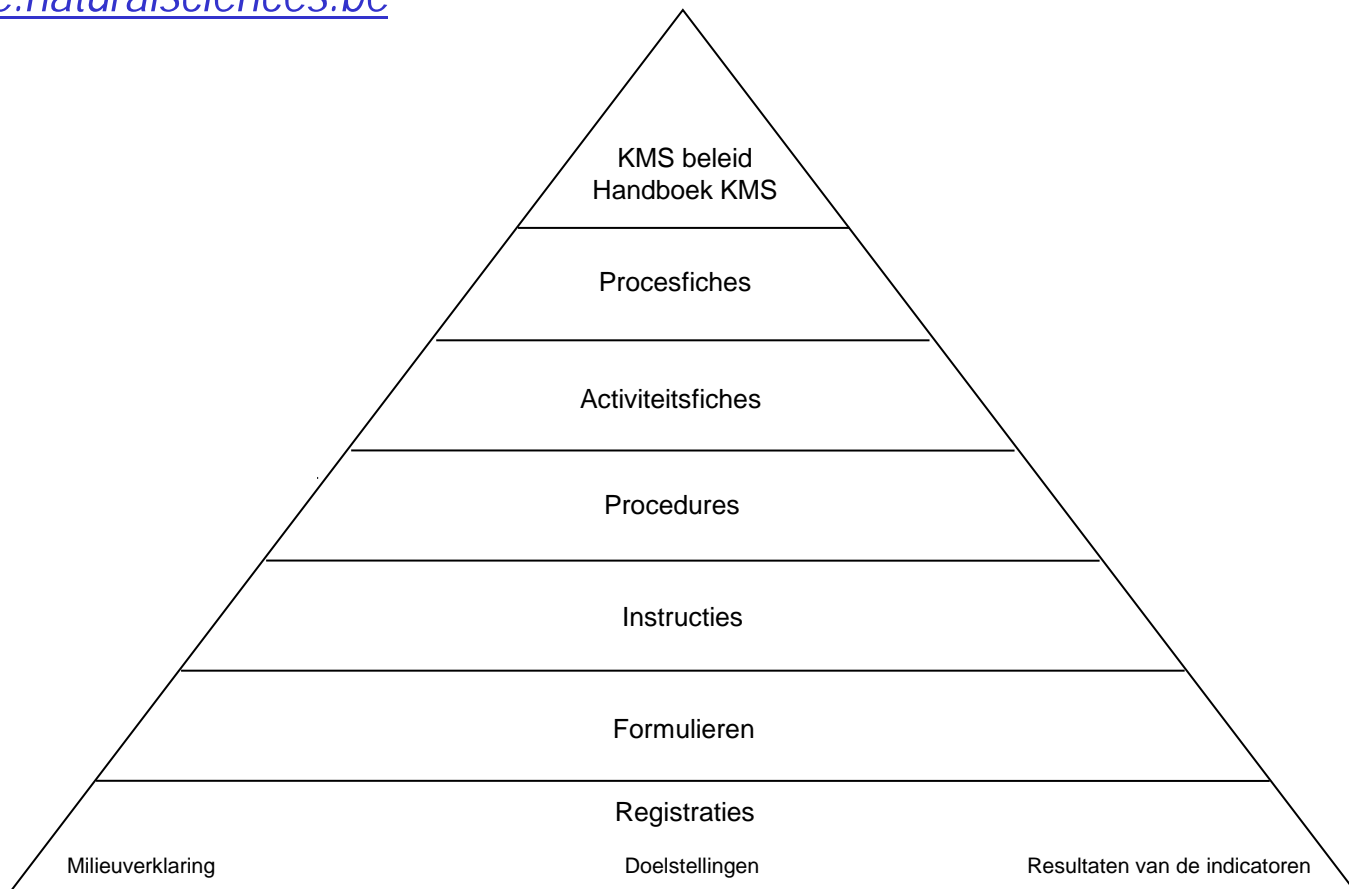 e.naturalsciences.be
KMS beleid
Handboek KMS
Procesfiches
Activiteitsfiches
Procedures
Instructies
Formulieren
Registraties
Milieuverklaring Doelstellingen Resultaten van de indicatoren